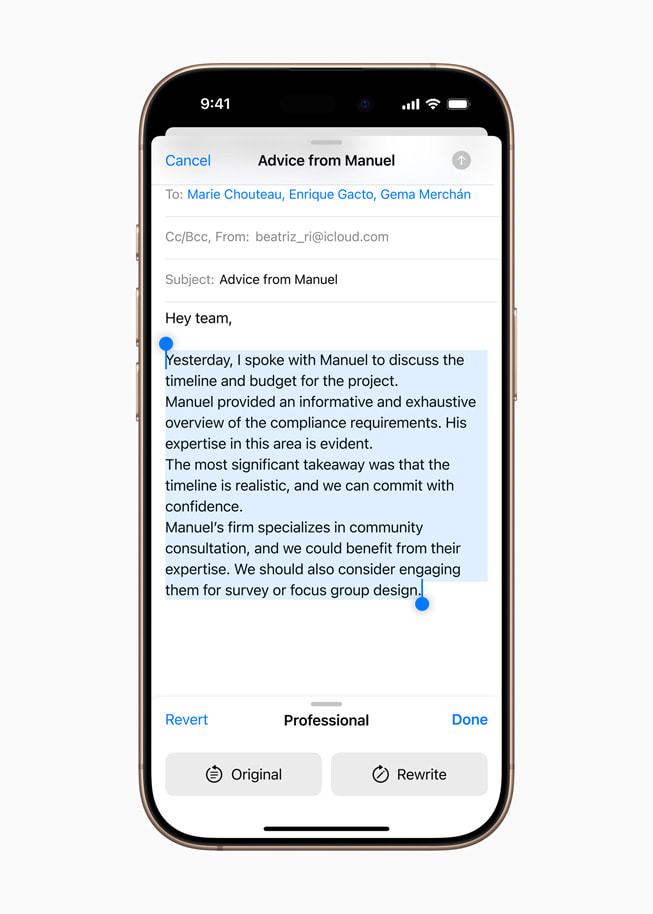 9:41
Cancel
Advice from Manuel
To: Marie Chouteau, Enrique Gacto, Gema Merchán
Cc/Bcc, From: beatriz_ri@icloud.com
Subject: Advice from Manuel
Hey team,
Yesterday, I spoke with Manuel to discuss the
timeline and budget for the project.
Manuel provided an informative and exhaustive
overview of the compliance requirements. His
expertise in this area is evident.
The most significant takeaway was that the
timeline is realistic, and we can commit with
confidence.
Manuel’s firm specializes in community
consultation, and we could benefit from their
expertise. We should also consider engaging
them for survey or focus group design.
Revert
Professional
Done
Original
Rewrite